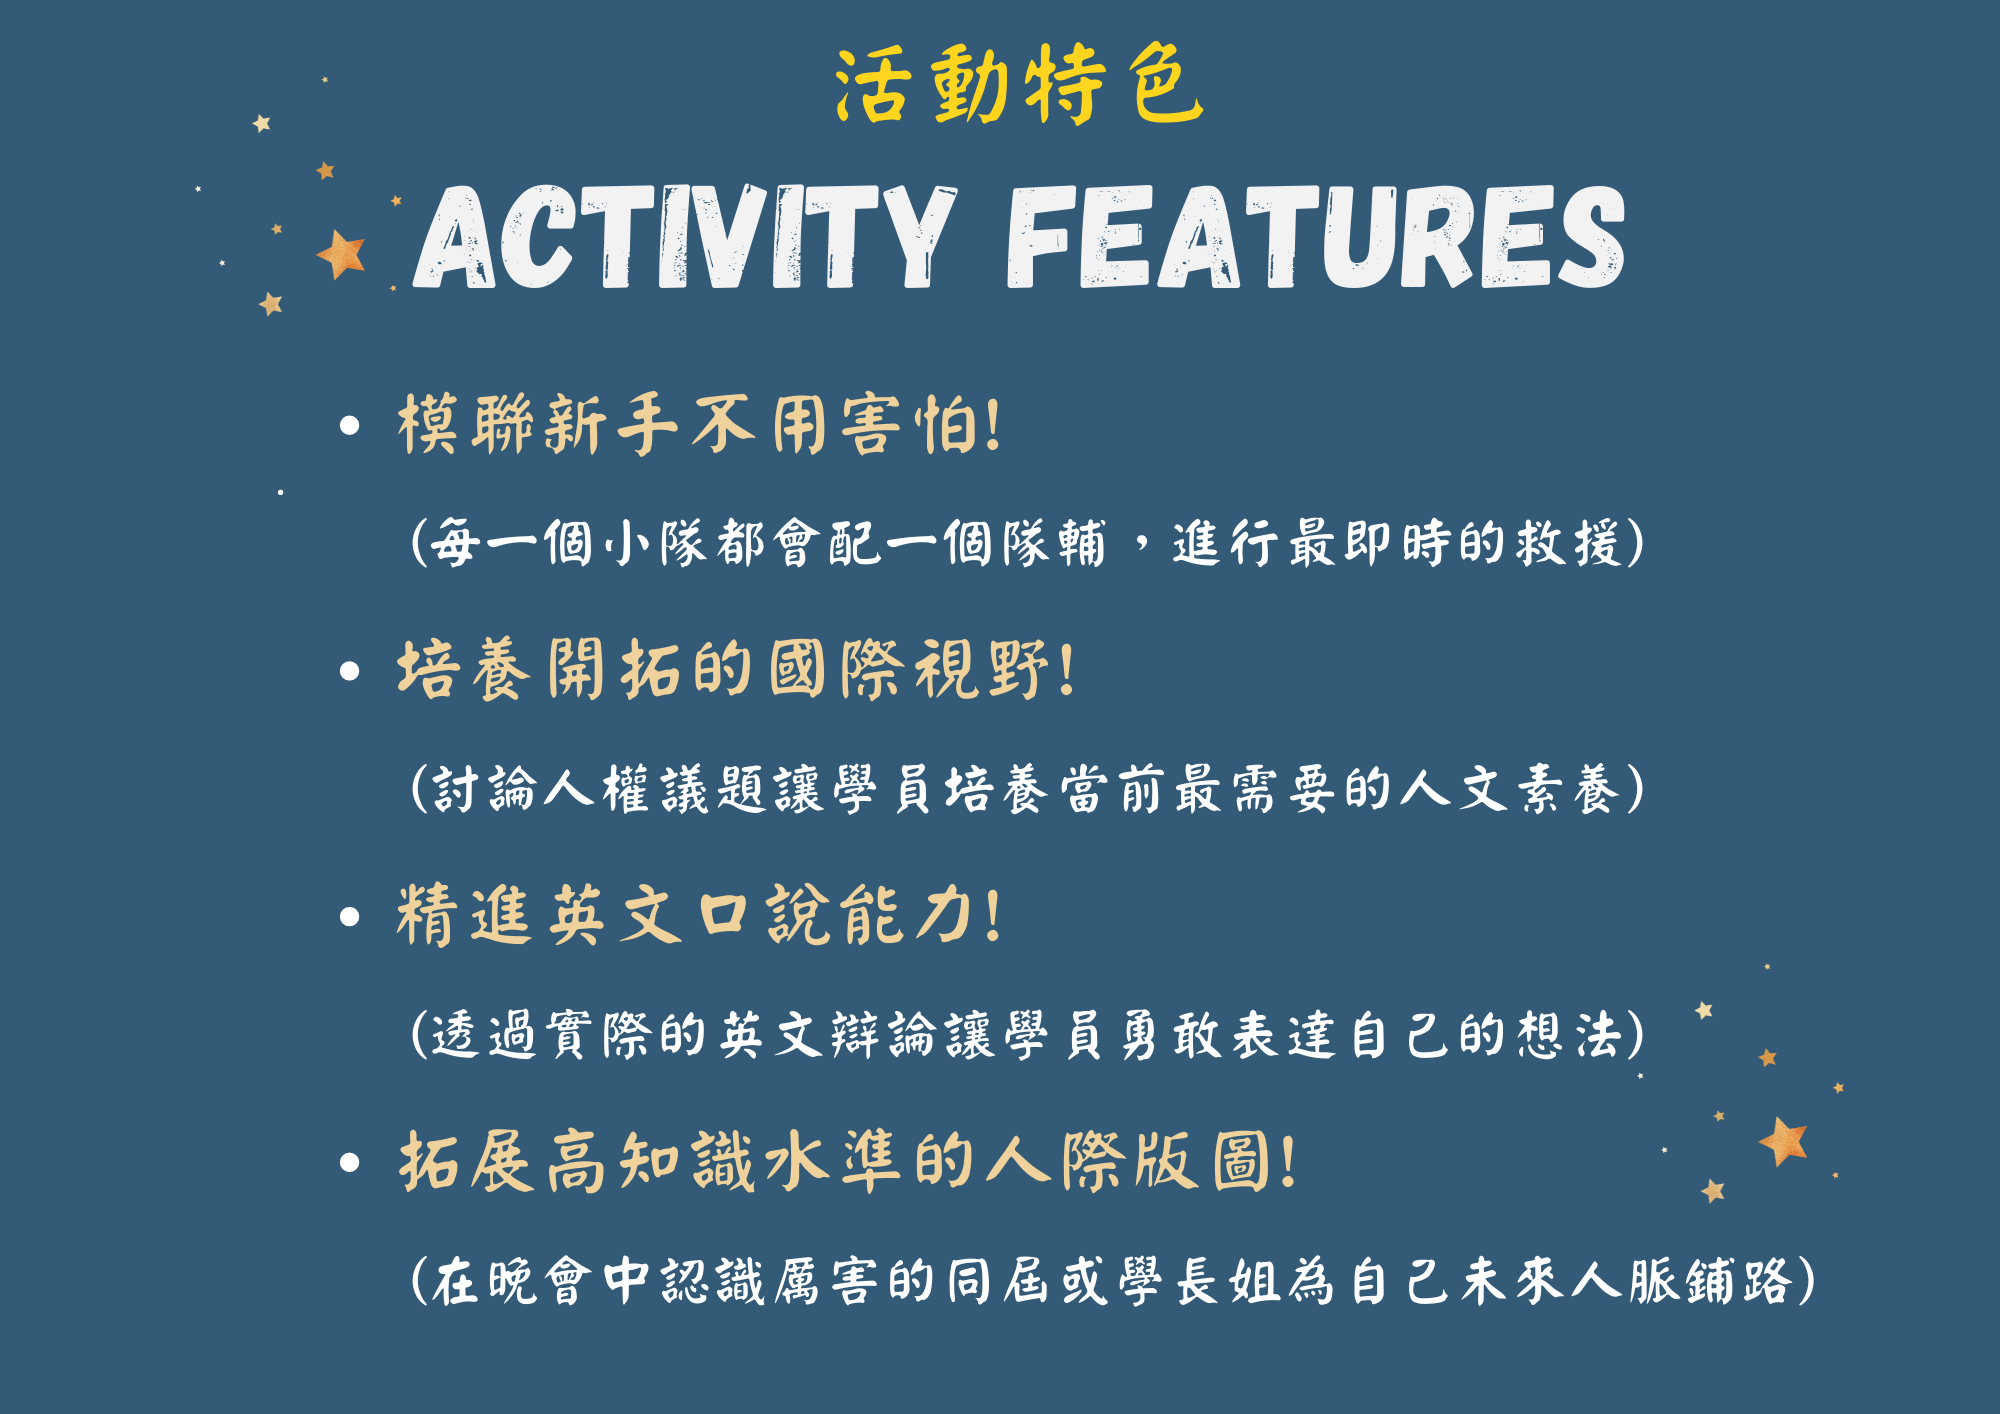 活動特色
ACTIVITY FEATURES
• 模聯新手不用害怕!
(每一個小隊都會配一個隊輔，進行最即時的救援)
• 培養開拓的國際視野!
(討論人權議題讓學員培養當前最需要的人文素養)
• 精進英文口說能力!
(透過實際的英文辯論讓學員勇敢表達自己的想法)
• 拓展高知識水準的人際版圖!
(在晚會中認識厲害的同屆或學長姐為自己未來人脈鋪路)